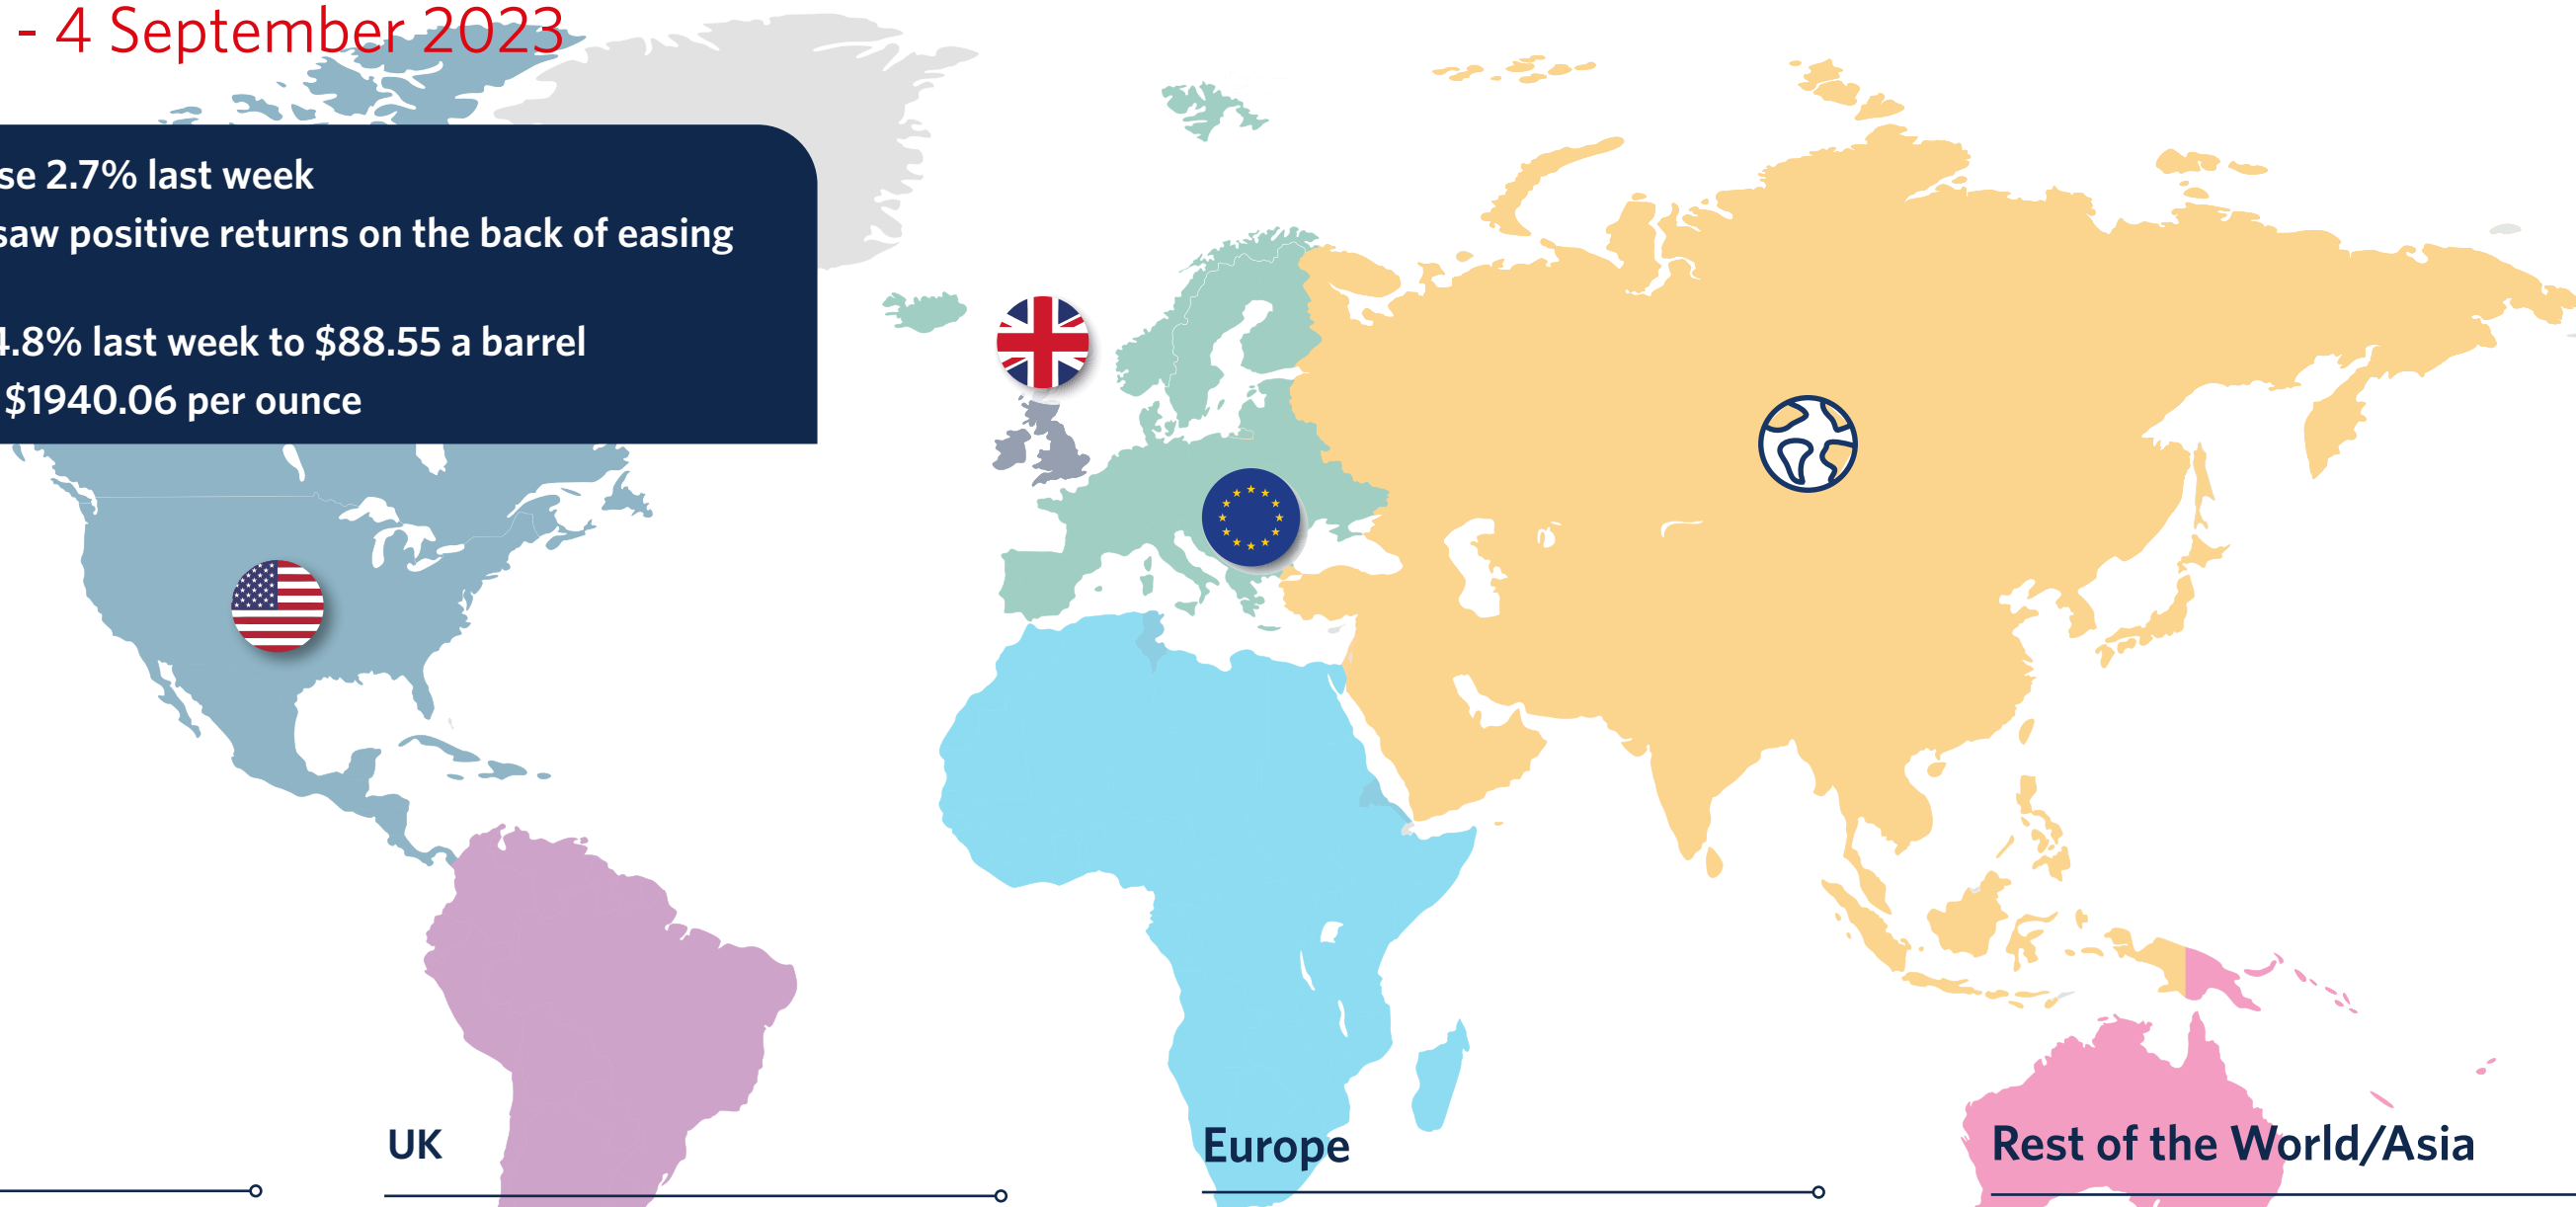 - 4 September 2023
se 2.7% last week
saw positive returns on the back of easing
4.8% last week to $88.55 a barrel
$1940.06 per ounce
UK
Europe
Rest of the World/Asia